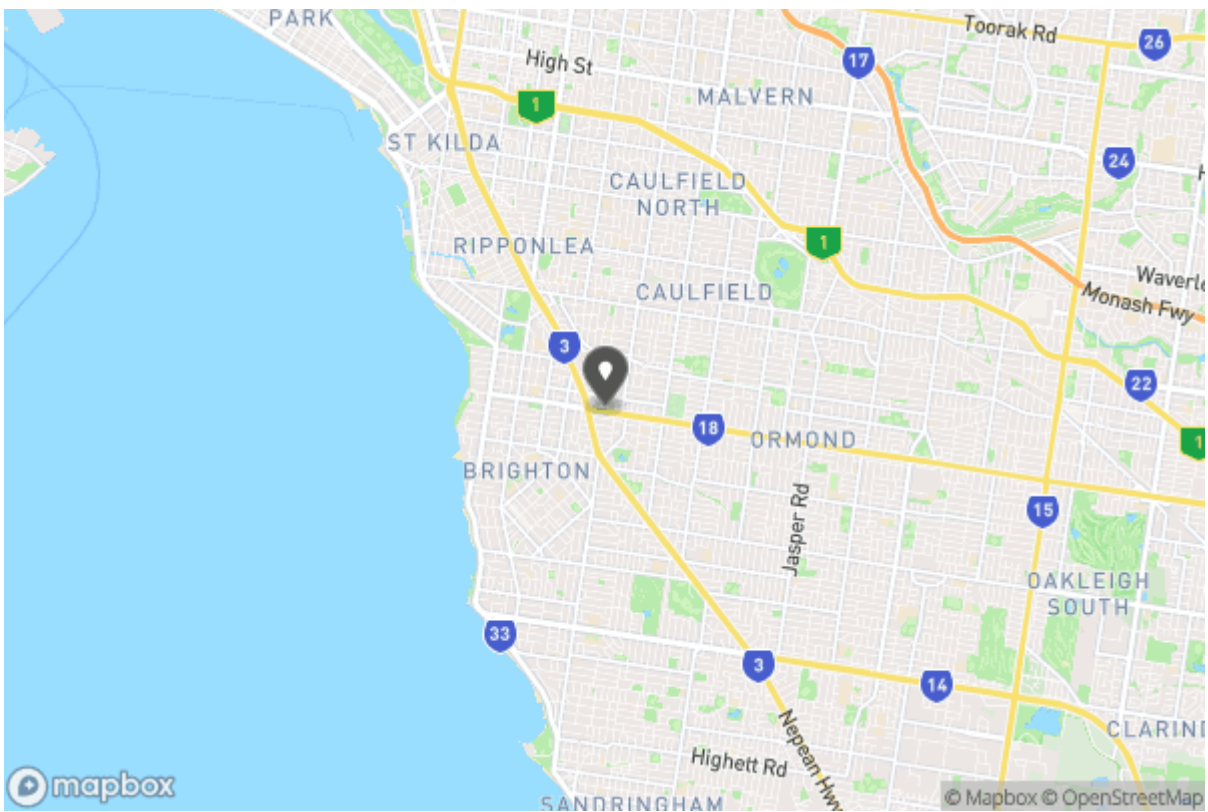 PARK
Toorak Rd
26
High St
17
MALVERN
1
ST KILDA
24
CAULFIELD
NORTH
H
RIPPONLEA
1
Waverle
CAULFIELD
Monash Fwy
3
22
18
ORMOND
1
BRIGHTON
15
Jasper Rd
OAKLEIGH
SOUTH
33
3
14
Nepean Hwy
CLARIND
Highett Rd
mapbox
© Mapbox © OpenStreetMap
SANDRINGHAM